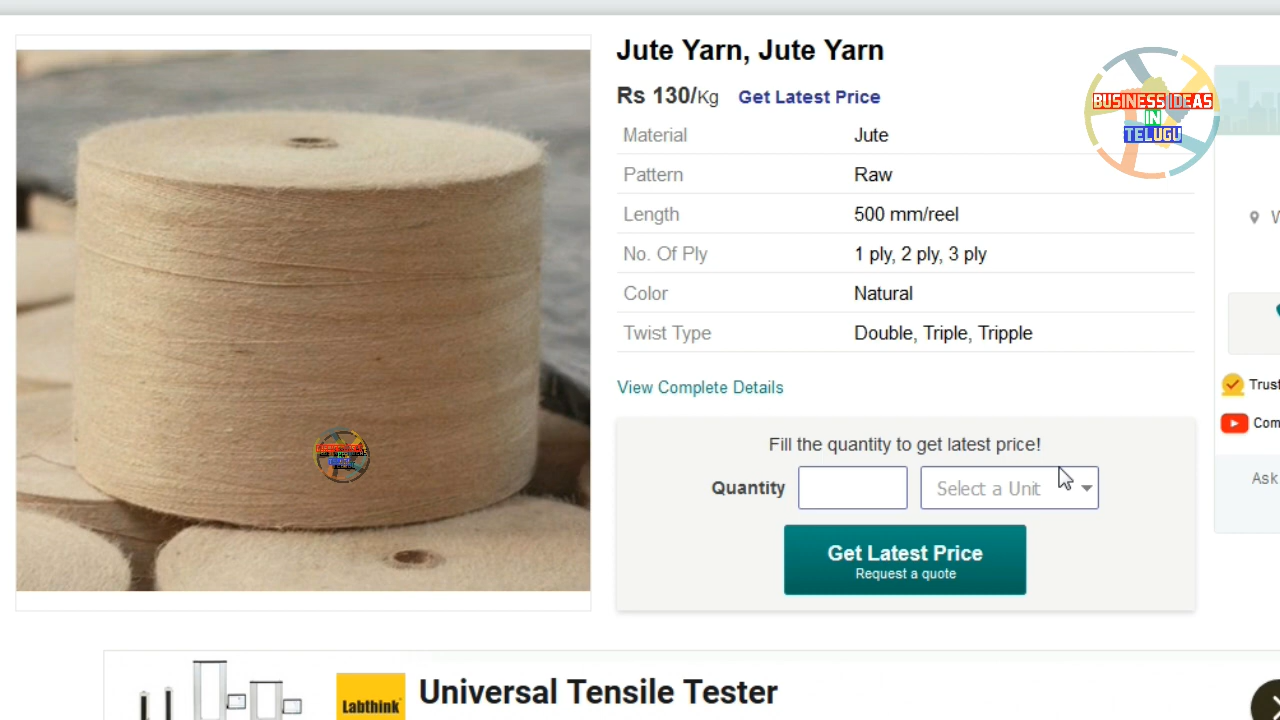 Jute Yarn, Jute Yarn
Rs 130/Kg Get Latest Price
BUSINESS IDEAS
IN
TELUGU
Material Jute
Pattern Raw
Length 500 mm/reel
No. Of Ply 1 ply, 2 ply, 3 ply
Color Natural
Twist Type Double, Triple, Tripple
View Complete Details
Fill the quantity to get latest price!
Quantity Select a Unit
Get Latest Price
Request a quote
Ask
Labthink
Universal Tensile Tester